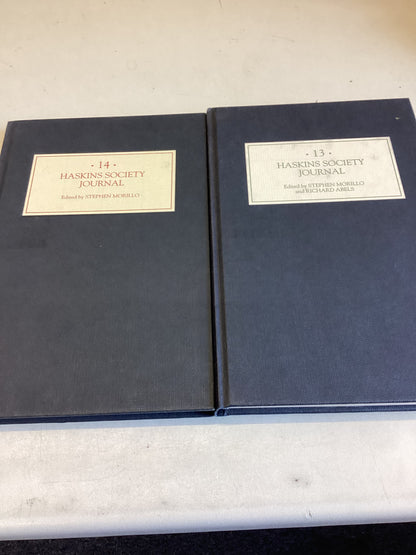 · 14 ·
HASKINS SOCIETY
JOURNAL
Edited by STEPHEN MORILLO
· 13 ·
HASKINS SOCIETY
JOURNAL
Edited by STEPHEN MORILLO
and RICHARD ABELS